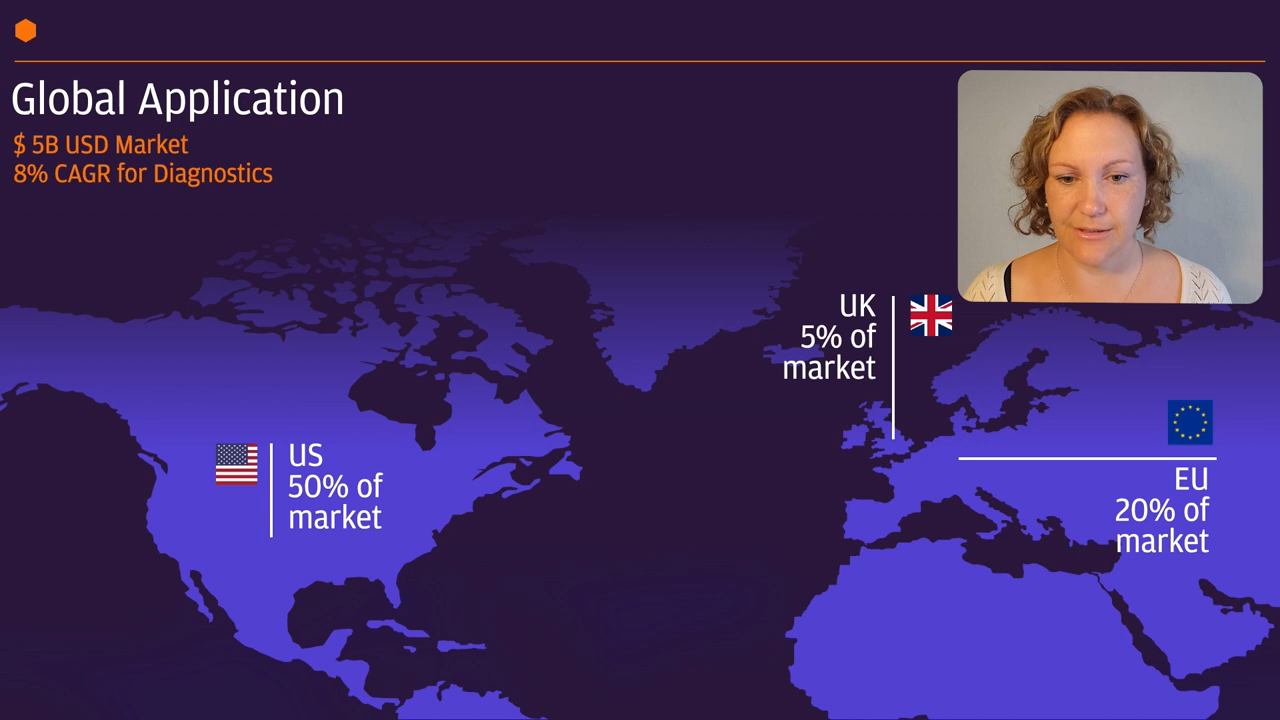 Global Application
$ 5B USD Market
8% CAGR for Diagnostics
UK
5% of
market
US
50% of
market
EU
20% of
market